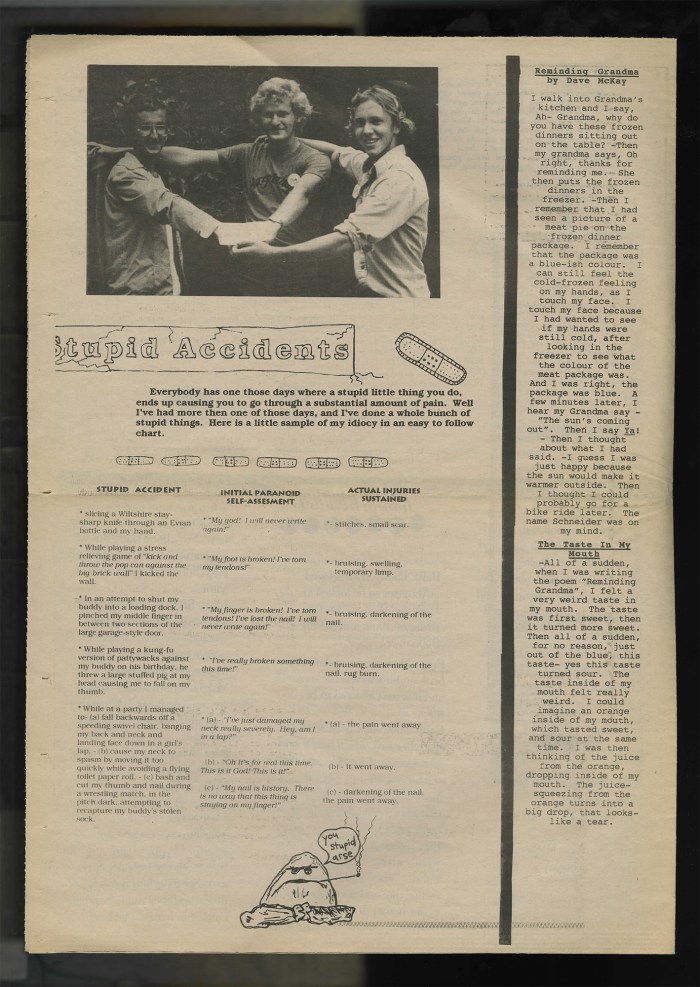 Stupid Accidents
Everybody has one those days where a stupid little thing you do,
ends up causing you to go through a substantial amount of pain. Well
I've had more then one of those days, and I've done a whole bunch of
stupid things. Here is a little sample of my idiocy in an easy to follow
chart.
STUPID ACCIDENT
* slicing a Wiltshire stay-
sharp knife through an Evian
bottle and my hand.
* While playing a stress
relieving game of "kick and
throw the pop can against the
big brick wall" I kicked the
wall.
* In an attempt to shut my
buddy into a loading dock, I
pinched my middle finger in
between two sections of the
large garage-style door.
* While playing a kung-fu
version of pattywacks against
my buddy on his birthday, he
threw a large stuffed pig at my
head causing me to fall on my
thumb.
* While at a party I managed
to- (a) fall backwards off a
speeding swivel chair, banging
my back and neck and
landing face down in a girl's
lap. - (b) cause my neck to
spasm by moving it too
quickly while avoiding a flying
toilet paper roll. - (c) bash and
cut my thumb and nail during
a wrestling match, in the
pitch dark, attempting to
recapture my buddy's stolen
sock.
INITIAL PARANOID
SELF-ASSESMENT
* "My god! I will never write
again!"
* "My foot is broken! I've torn
my tendons!"
* "My finger is broken! I've torn
tendons! I've lost the nail! I will
never write again!"
* "I've really broken something
this time!"
* (a) - "I've just damaged my
neck really severely. Hey, am I
in a lap?"
(b) - "Oh it's for real this time.
This is it God! This is it!"
(c) - "My nail is history. There
is no way that this thing is
staying on my finger!"
ACTUAL INJURIES
SUSTAINED
*- stitches, small scar.
*- bruising, swelling,
temporary limp.
*- bruising, darkening of the
nail.
*- bruising, darkening of the
nail, rug burn.
* (a) - the pain went away.
(b) - it went away.
(c) - darkening of the nail.
the pain went away.
you
stupid
arse
Reminding Grandma
by Dave McKay
I walk into Grandma's
kitchen and I say,
Ah- Grandma, why do
you have these frozen
dinners sitting out
on the table? -Then
my grandma says, Oh
right, thanks for
reminding me.- She
then puts the frozen
dinners in the
freezer. -Then I
remember that I had
seen a picture of a
meat pie on the
frozen dinner
package. I remember
that the package was
a blue-ish colour. I
can still feel the
cold-frozen feeling
on my hands, as I
touch my face. I
touch my face because
I had wanted to see
if my hands were
still cold, after
looking in the
freezer to see what
the colour of the
meat package was.
And I was right, the
package was blue. A
few minutes later, I
hear my Grandma say -
"The sun's coming
out". Then I say Ya!
- Then I thought
about what I had
said. -I guess I was
just happy because
the sun would make it
warmer outside. Then
I thought I could
probably go for a
bike ride later. The
name Schneider was on
my mind.
The Taste In My
Mouth
-All of a sudden,
when I was writing
the poem "Reminding
Grandma", I felt a
very weird taste in
my mouth. The taste
was first sweet, then
it turned more sweet.
Then all of a sudden,
for no reason, just
out of the blue, this
taste- yes this taste
turned sour. The
taste inside of my
mouth felt really
weird. I could
imagine an orange
inside of my mouth,
which tasted sweet,
and sour at the same
time. I was then
thinking of the juice
from the orange,
dropping inside of my
mouth. The juice-
squeezing from the
orange turns into a
big drop, that looks-
like a tear.